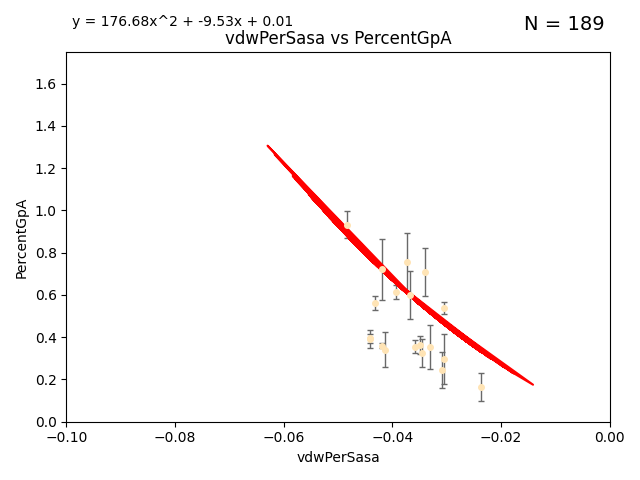 y = 176.68x^2 + -9.53x + 0.01
N = 189
vdwPerSasa vs PercentGpA
PercentGpA
1.6
1.4
1.2
1.0
0.8
0.6
0.4
0.2
0.0
−0.10 −0.08 −0.06 −0.04 −0.02 0.00
vdwPerSasa